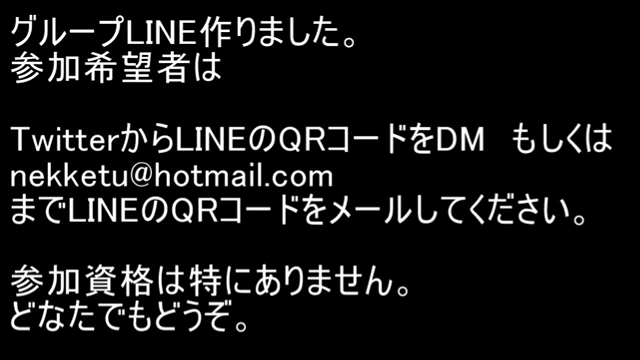 グループLINE作りました。
参加希望者は
TwitterからLINEのQRコードをDM　もしくは
nekketu@hotmail.com
までLINEのQRコードをメールしてください。
参加資格は特にありません。
どなたでもどうぞ。